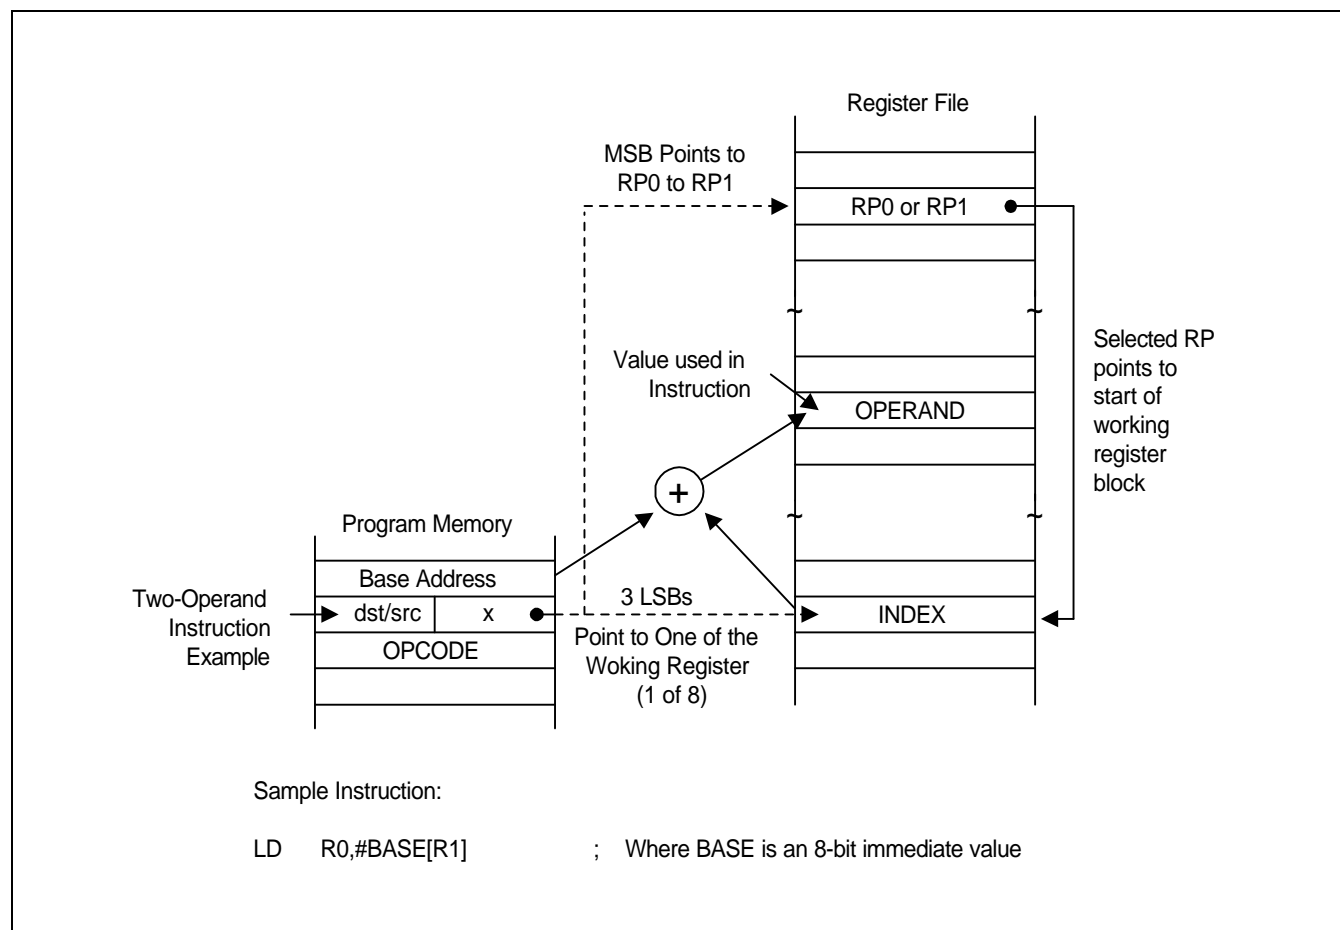 Register File
MSB Points to
RP0 to RP1
RP0 or RP1
Selected RP
points to
start of
working
register
block
Value used in
Instruction
OPERAND
+
Program Memory
Base Address
Two-Operand
Instruction
Example
dst/src
x
3 LSBs
INDEX
OPCODE
Point to One of the
Woking Register
(1 of 8)
Sample Instruction:
LD R0,#BASE[R1] ; Where BASE is an 8-bit immediate value